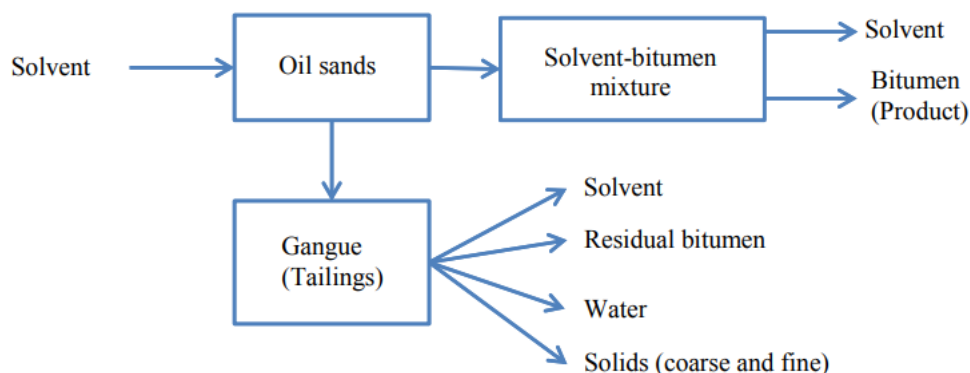 Solvent
Oil sands
Solvent-bitumen
mixture
Solvent
Bitumen
(Product)
Gangue
(Tailings)
Solvent
Residual bitumen
Water
Solids (coarse and fine)